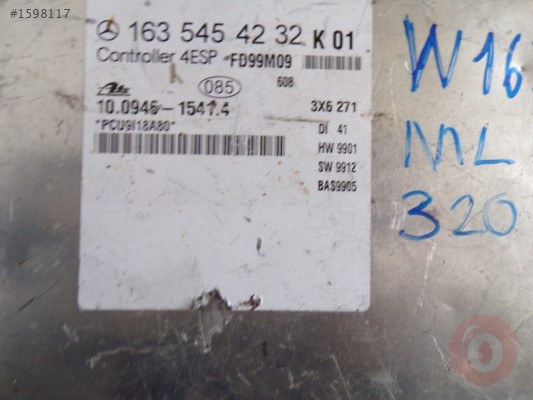 #1598117
163 545 42 32 K 01
Controller 4ESP *FD99M09
608
085
Ate
10.0946-1541.4 3X6 271
*PCU9I18A80*
DI 41
HW 9901
SW 9912
BAS9905
W16
ML
320